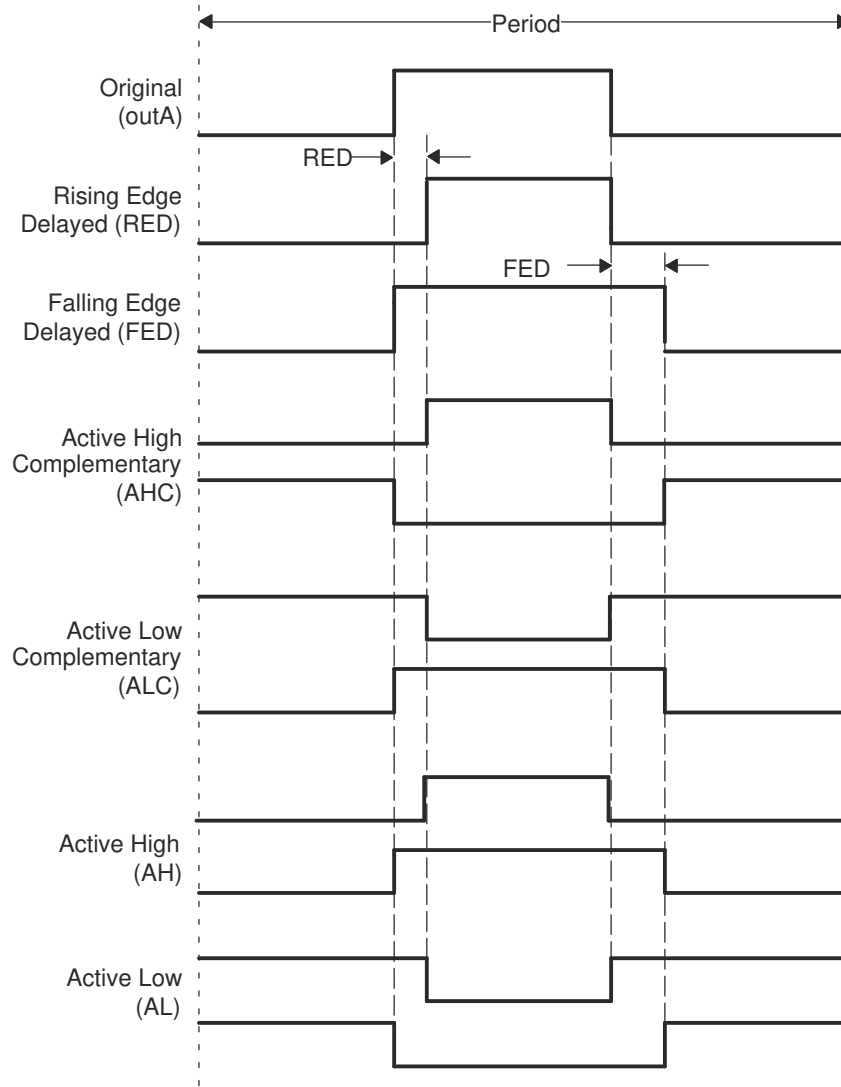 Period
Original
(outA)
RED
Rising Edge
Delayed (RED)
FED
Falling Edge
Delayed (FED)
Active High
Complementary
(AHC)
Active Low
Complementary
(ALC)
Active High
(AH)
Active Low
(AL)